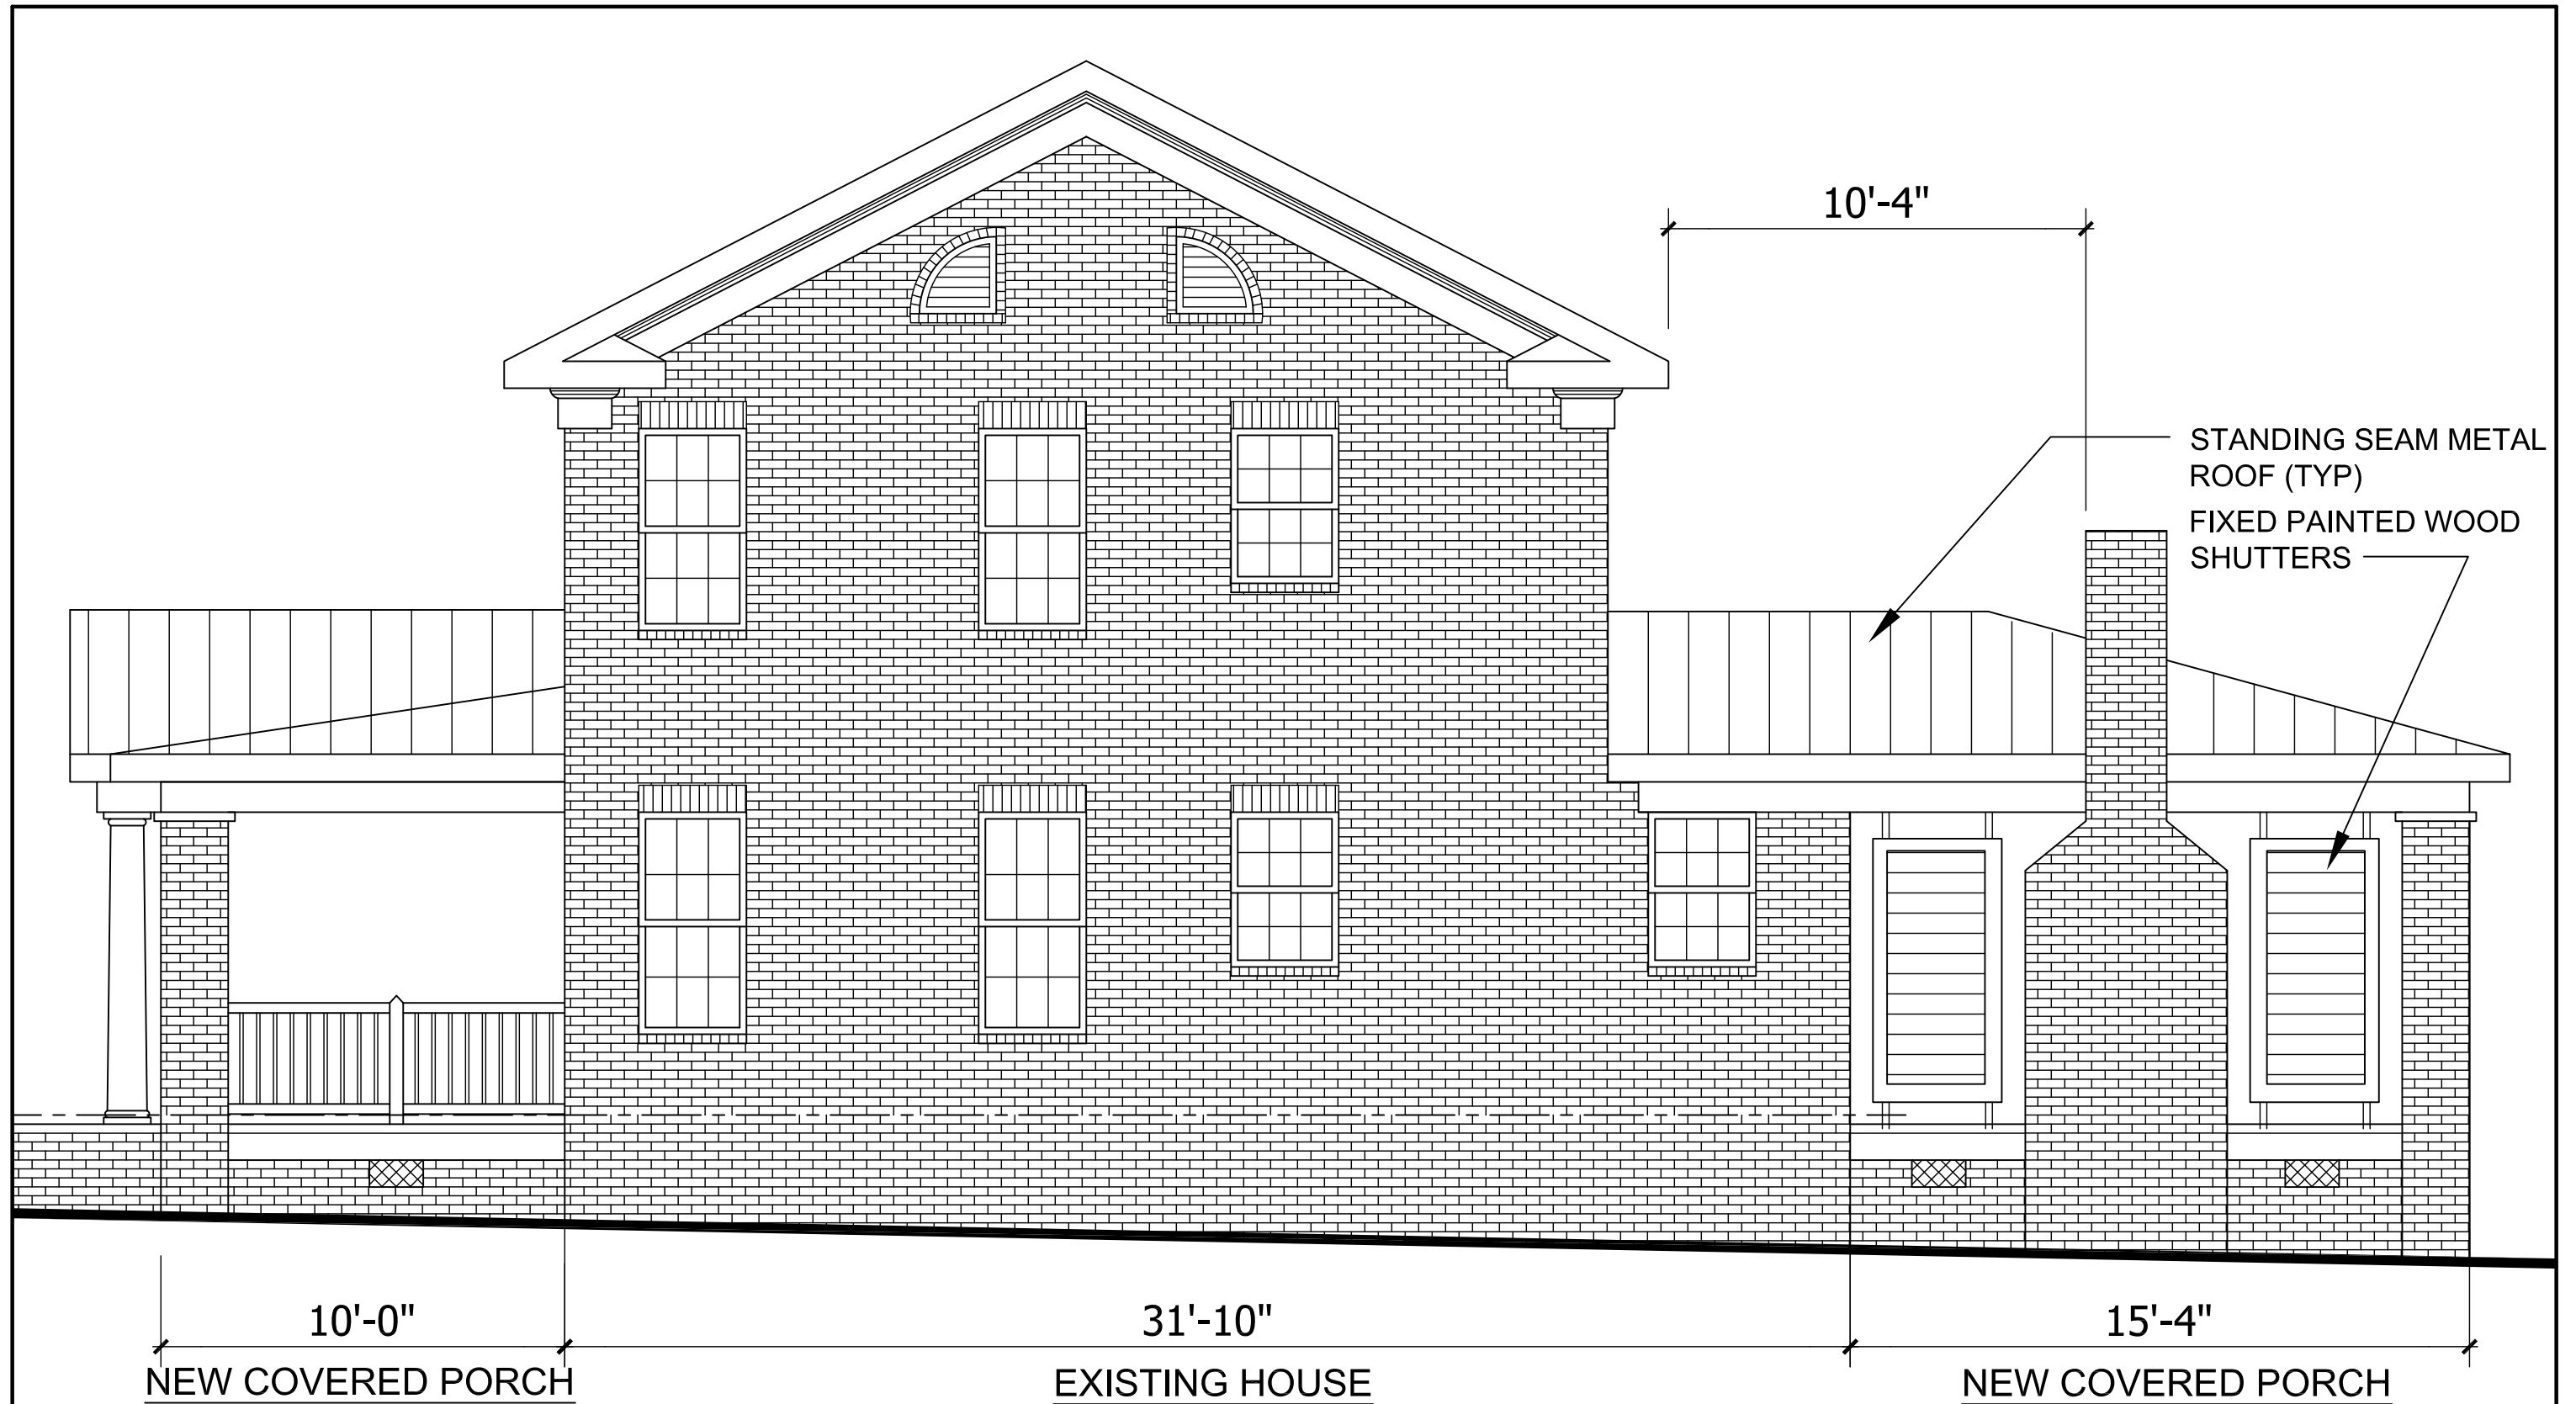 10'-4"
STANDING SEAM METAL
ROOF (TYP)
FIXED PAINTED WOOD
SHUTTERS
10'-0"
31'-10"
15'-4"
NEW COVERED PORCH
EXISTING HOUSE
NEW COVERED PORCH